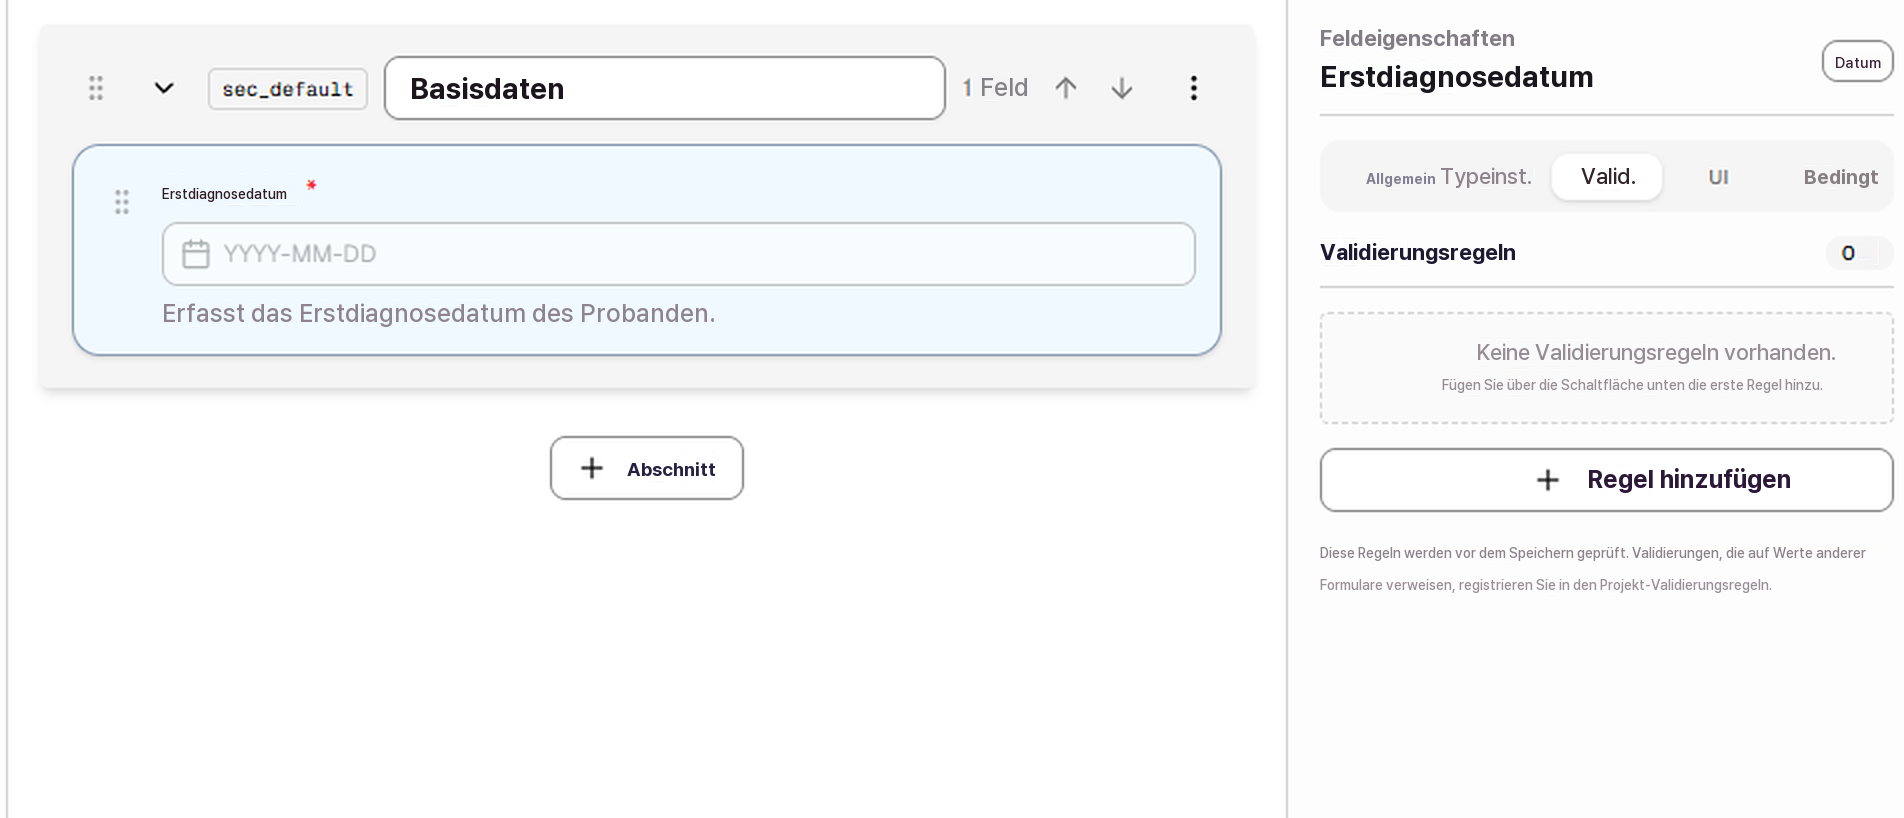 sec_default
Basisdaten
1 Feld
Erstdiagnosedatum *
YYYY-MM-DD
Erfasst das Erstdiagnosedatum des Probanden.
Abschnitt
Feldeigenschaften
Erstdiagnosedatum
Datum
Allgemein Typeinst. Valid. UI Bedingt
Validierungsregeln 0
Keine Validierungsregeln vorhanden.
Fügen Sie über die Schaltfläche unten die erste Regel hinzu.
Regel hinzufügen
Diese Regeln werden vor dem Speichern geprüft. Validierungen, die auf Werte anderer
Formulare verweisen, registrieren Sie in den Projekt-Validierungsregeln.